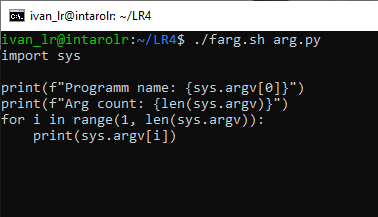 ivan_lr@intarolr: ~/LR4
ivan_lr@intarolr:~/LR4$ ./farg.sh arg.py
import sys

print(f"Programm name: {sys.argv[0]}")
print(f"Arg count: {len(sys.argv)}")
for i in range(1, len(sys.argv)):
    print(sys.argv[i])